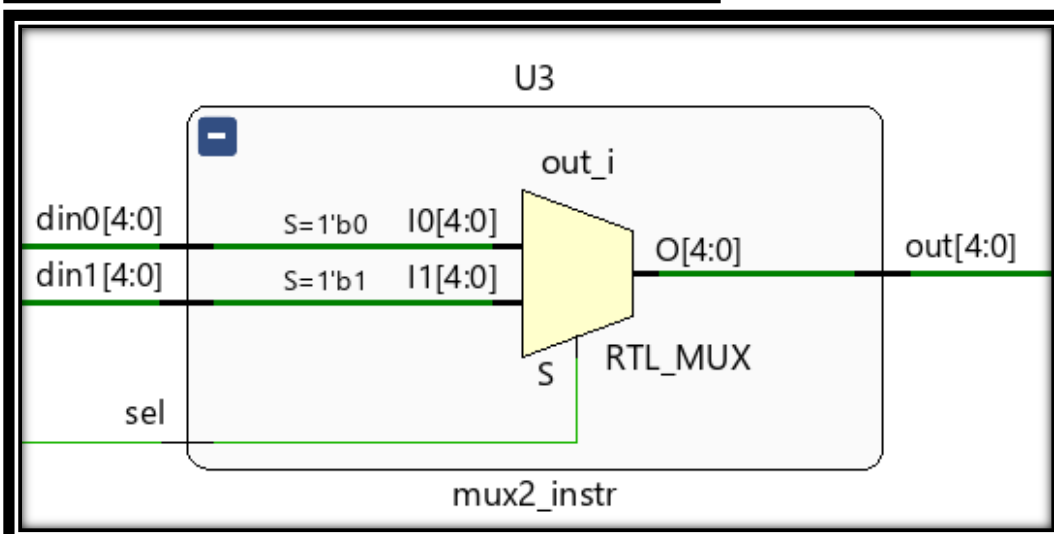 U3
out_i
din0[4:0] S=1'b0 I0[4:0]
O[4:0] out[4:0]
din1[4:0] S=1'b1 I1[4:0]
S RTL_MUX
sel
mux2_instr